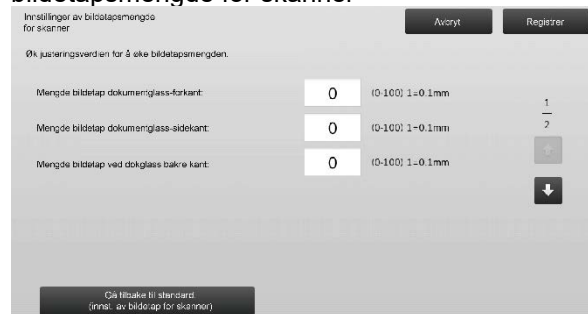 bildetapsmengde for skanner
Innstillinger av bildetapsmengde
for skanner
Avbryt
Registrer
Øk justeringsverdien for å øke bildetapsmengden.
Mengde bildetap dokumentglass-forkant:
0
(0-100) 1=0.1mm
Mengde bildetap dokumentglass-sidekant:
0
(0-100) 1=0.1mm
Mengde bildetap ved dokglass bakre kant:
0
(0-100) 1=0.1mm
1
2
Gå tilbake til standard
(innst. av bildetap for skanner)